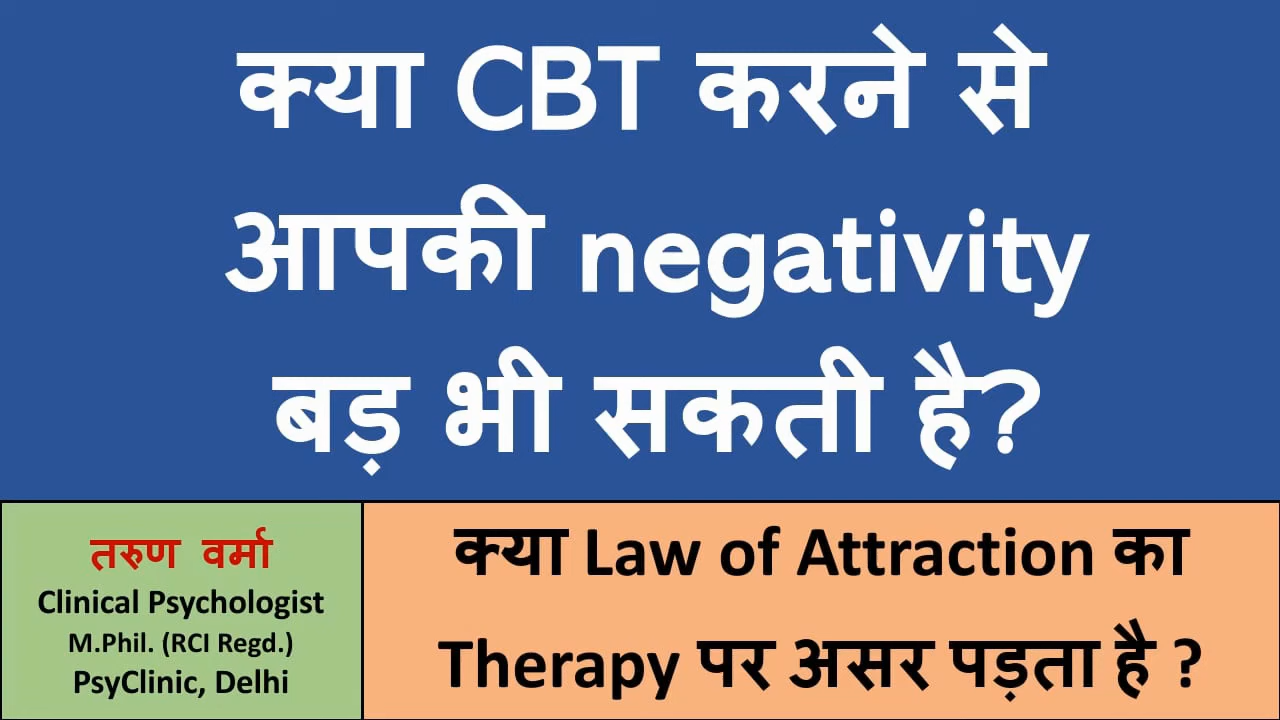 क्या CBT करने से
आपकी negativity
बड़ भी सकती है?
तरुण वर्मा
Clinical Psychologist
M.Phil. (RCI Regd.)
PsyClinic, Delhi
क्या Law of Attraction का
Therapy पर असर पड़ता है ?